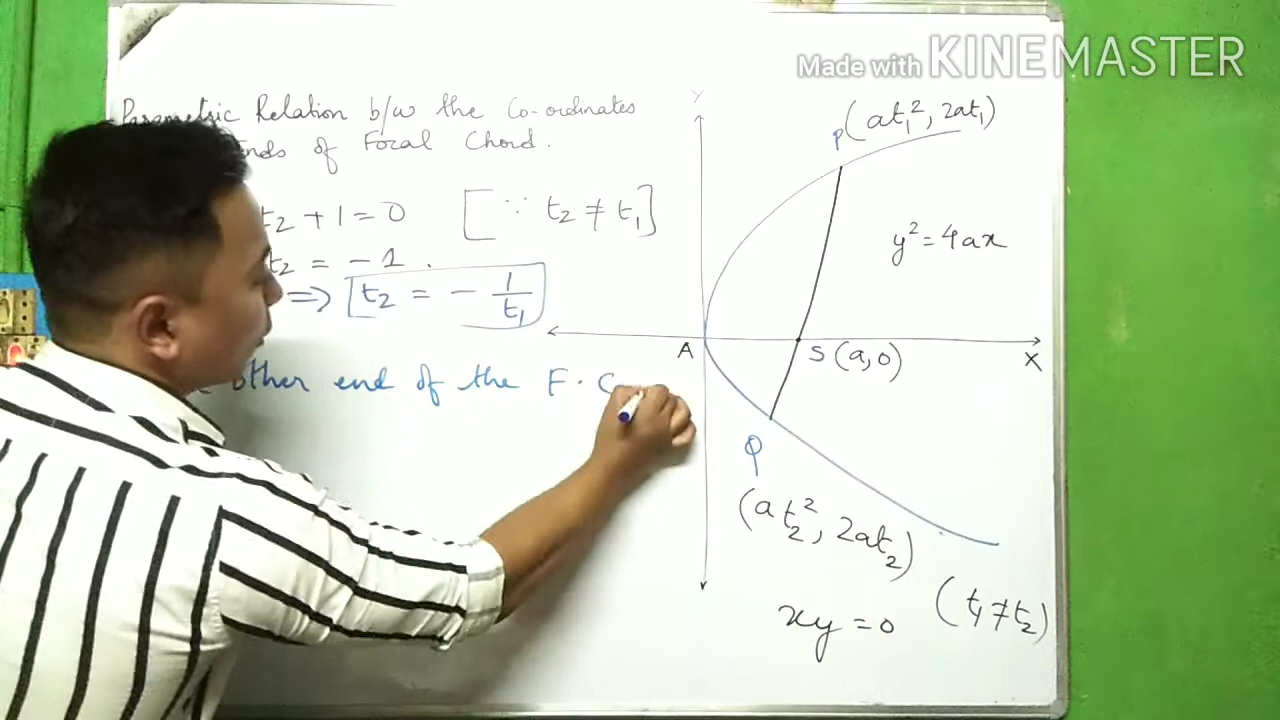 Made with KINEMASTER
Parametric Relation b/w the Co-ordinates
Ends of Focal Chord.
t₂ + 1 = 0 [∵ t₂ ≠ t₁]
t₂ = - 1.
⇒ t₂ = - 1/t₁
other end of the F. C
Y
P(at₁², 2at₁)
y² = 4ax
A
S(a, 0)
X
Q
(at₂², 2at₂)
(t₁ ≠ t₂)
xy = 0